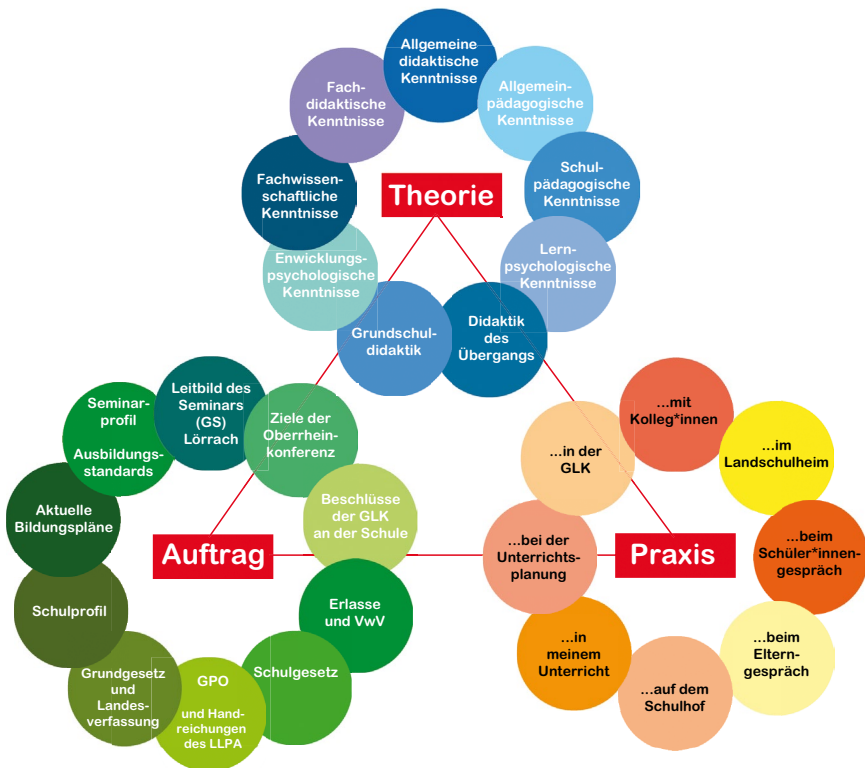 Allgemeine
didaktische
Kenntnisse
Fach-
didaktische
Kenntnisse
Allgemein-
pädagogische
Kenntnisse
Fachwissen-
schaftliche
Kenntnisse
Theorie
Schul-
pädagogische
Kenntnisse
Enwicklungs-
psychologische
Kenntnisse
Lern-
psychologische
Kenntnisse
Grundschul-
didaktik
Didaktik
des
Übergangs
Seminar-
profil
Ausbildungs-
standards
Leitbild des
Seminars
(GS)
Lörrach
Ziele der
Oberrhein-
konferenz
Aktuelle
Bildungspläne
Beschlüsse
der GLK
an der Schule
Auftrag
Schulprofil
Erlasse
und VwV
Grundgesetz
und
Landes-
verfassung
GPO
und Hand-
reichungen
des LLPA
Schulgesetz
...mit
Kolleg*innen
...in der
GLK
...im
Landschulheim
...bei der
Unterrichts-
planung
Praxis
...beim
Schüler*innen-
gespräch
...in
meinem
Unterricht
...beim
Eltern-
gespräch
...auf dem
Schulhof